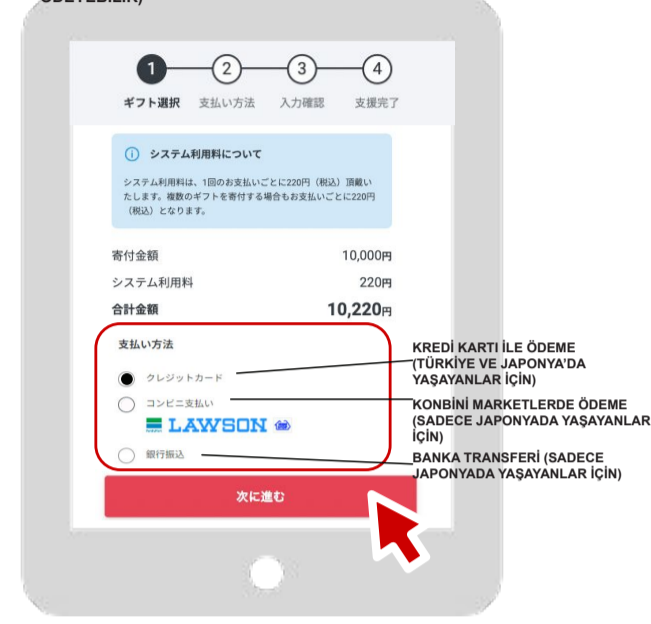 ÖDETEBİLİR)
1 2 3 4
ギフト選択 支払い方法 入力確認 支援完了
システム利用料について
システム利用料は、1回のお支払いごとに220円（税込）頂戴い
たします。複数のギフトを寄付する場合もお支払いごとに220円
（税込）となります。
寄付金額 10,000円
システム利用料 220円
合計金額 10,220円
支払い方法
クレジットカード
コンビニ支払い
LAWSON
銀行振込
次に進む
KREDİ KARTI İLE ÖDEME
(TÜRKİYE VE JAPONYA'DA
YAŞAYANLAR İÇİN)
KONBİNİ MARKETLERDE ÖDEME
(SADECE JAPONYADA YAŞAYANLAR
İÇİN)
BANKA TRANSFERİ (SADECE
JAPONYADA YAŞAYANLAR İÇİN)